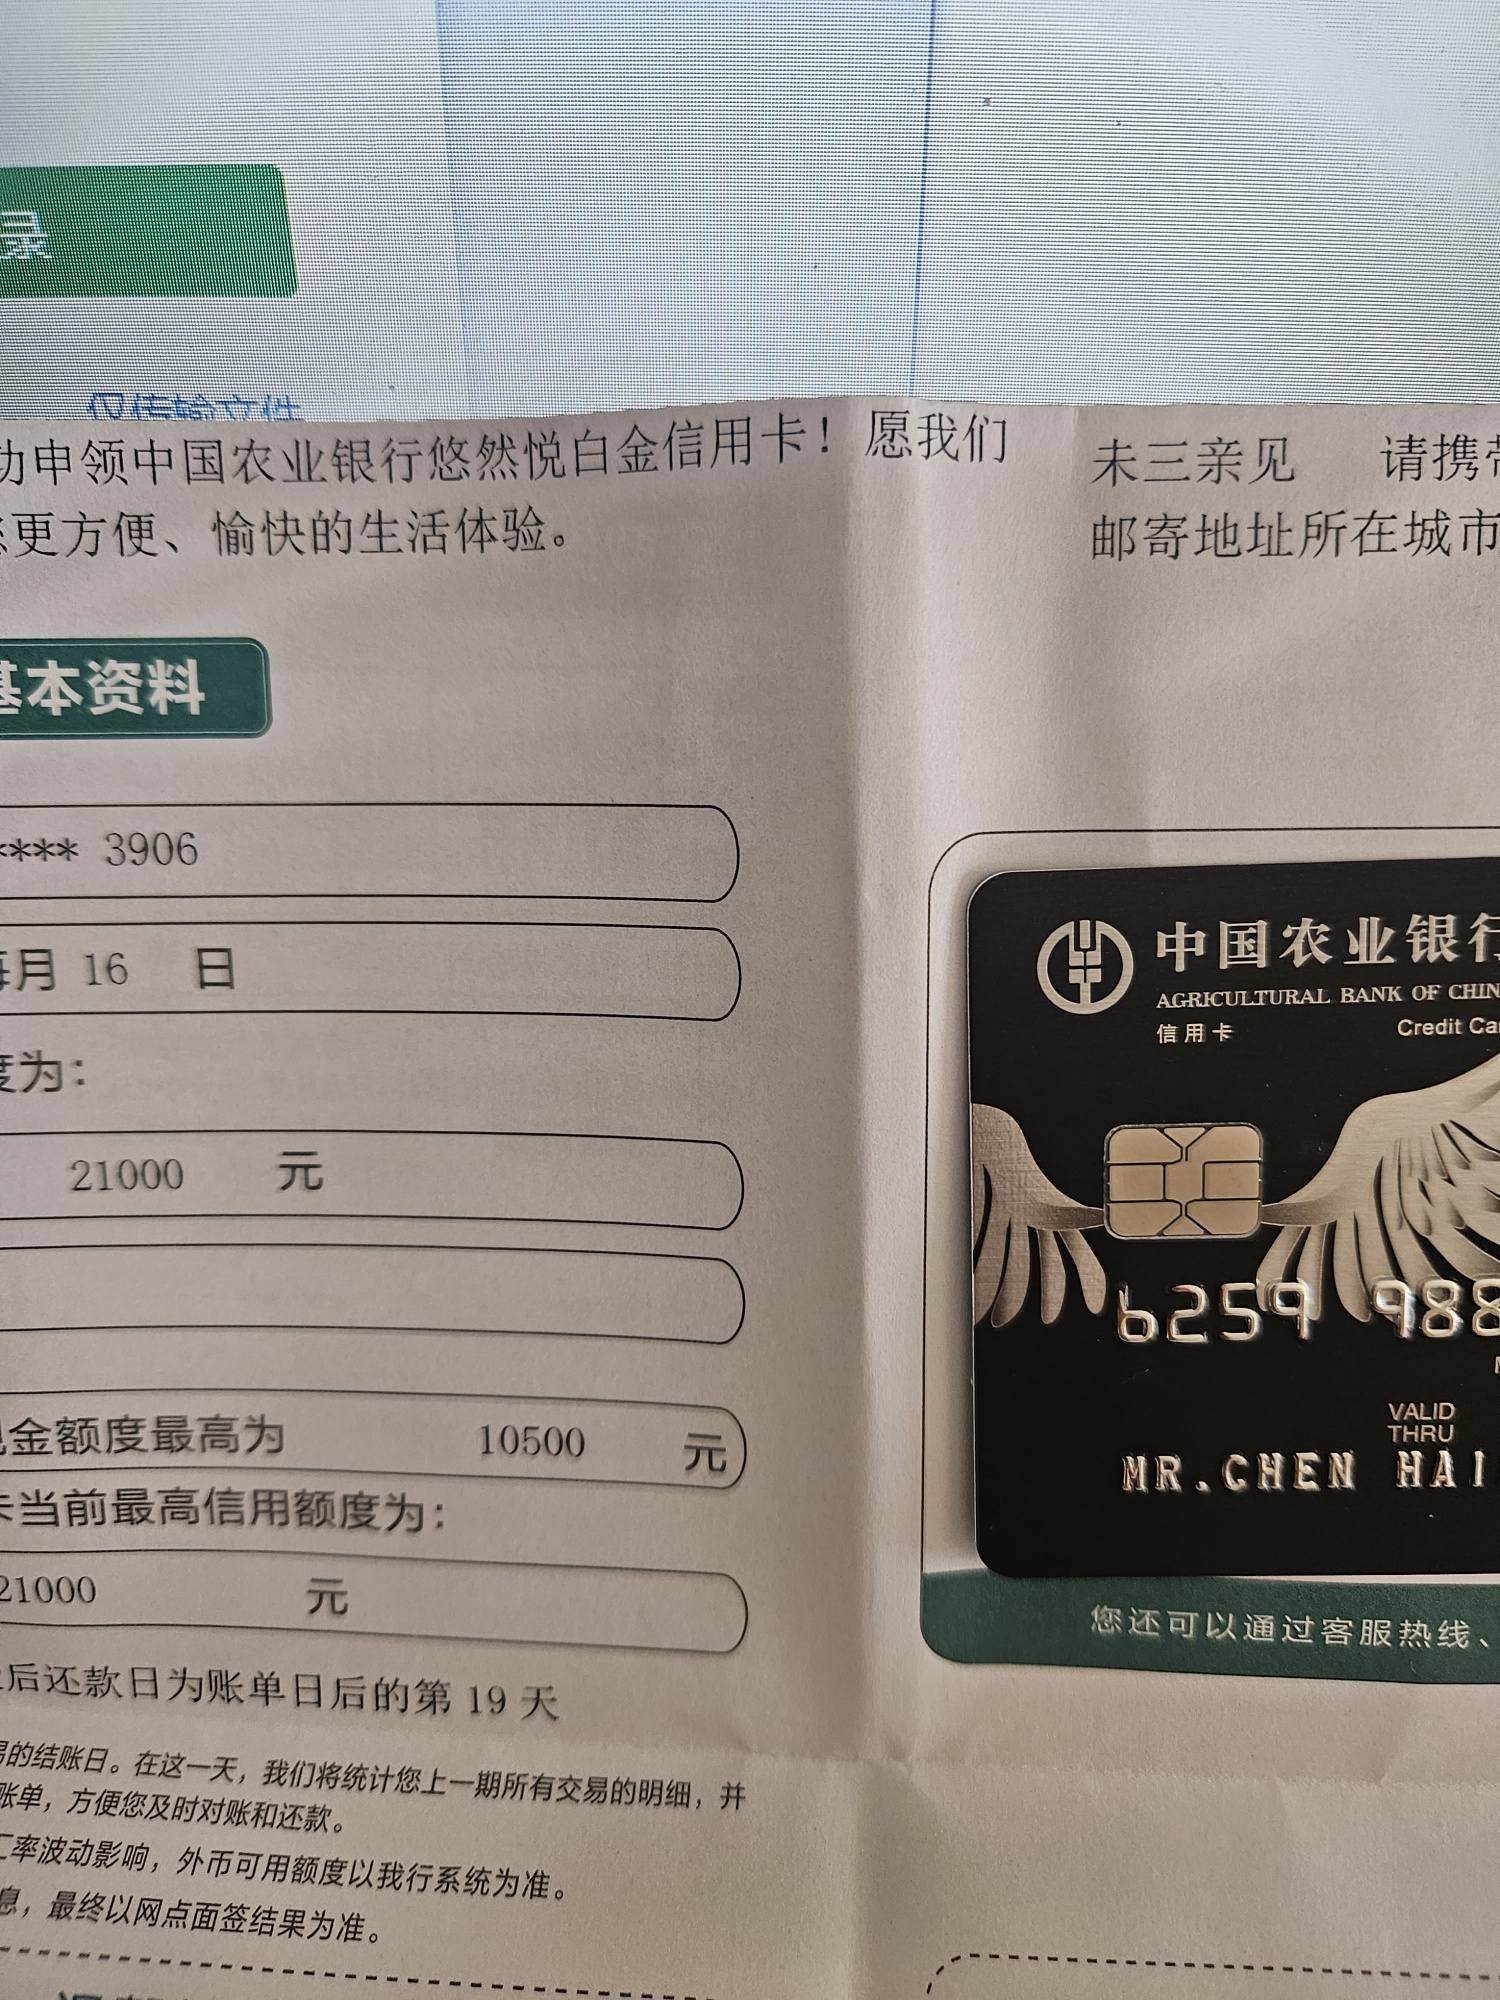 录
仅传输文件
功申领中国农业银行悠然悦白金信用卡！愿我们
更方便、愉快的生活体验。
未三亲见 请携带
邮寄地址所在城市
基本资料
**** 3906
每月 16 日
度为：
21000 元
金额度最高为 10500 元
卡当前最高信用额度为：
21000 元
后还款日为账单日后的第 19 天
易的结账日。在这一天，我们将统计您上一期所有交易的明细，并
账单，方便您及时对账和还款。
汇率波动影响，外币可用额度以我行系统为准。
息，最终以网点面签结果为准。
中国农业银行
AGRICULTURAL BANK OF CHIN
信用卡 Credit Car
6259 988
VALID
THRU
MR.CHEN HAI
您还可以通过客服热线、